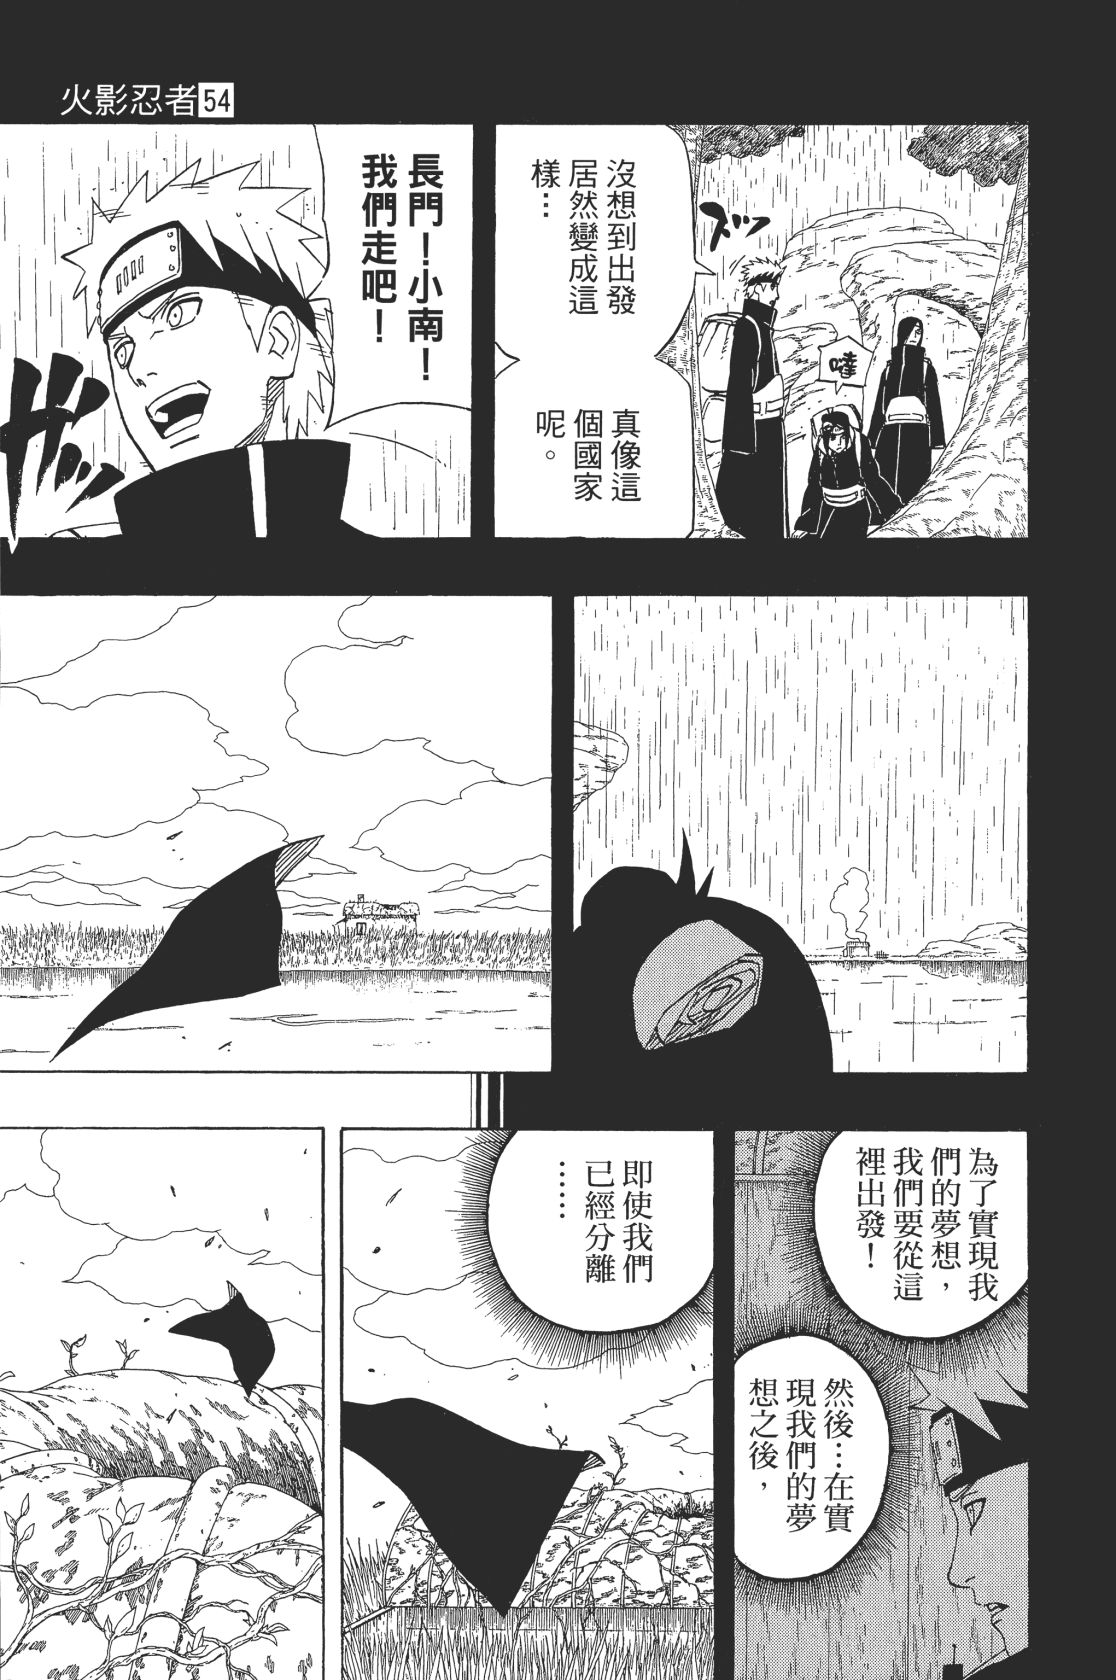 火影忍者54
沒想到出發
居然變成這
樣…
真像這
個國家
呢。
噠
ズッ
長門！小南！
我們走吧！
ザッ
為了實現我
們的夢想，
我們要從這
裡出發！
然後…在實
現我們的夢
想之後，
即使我們
已經分離
……